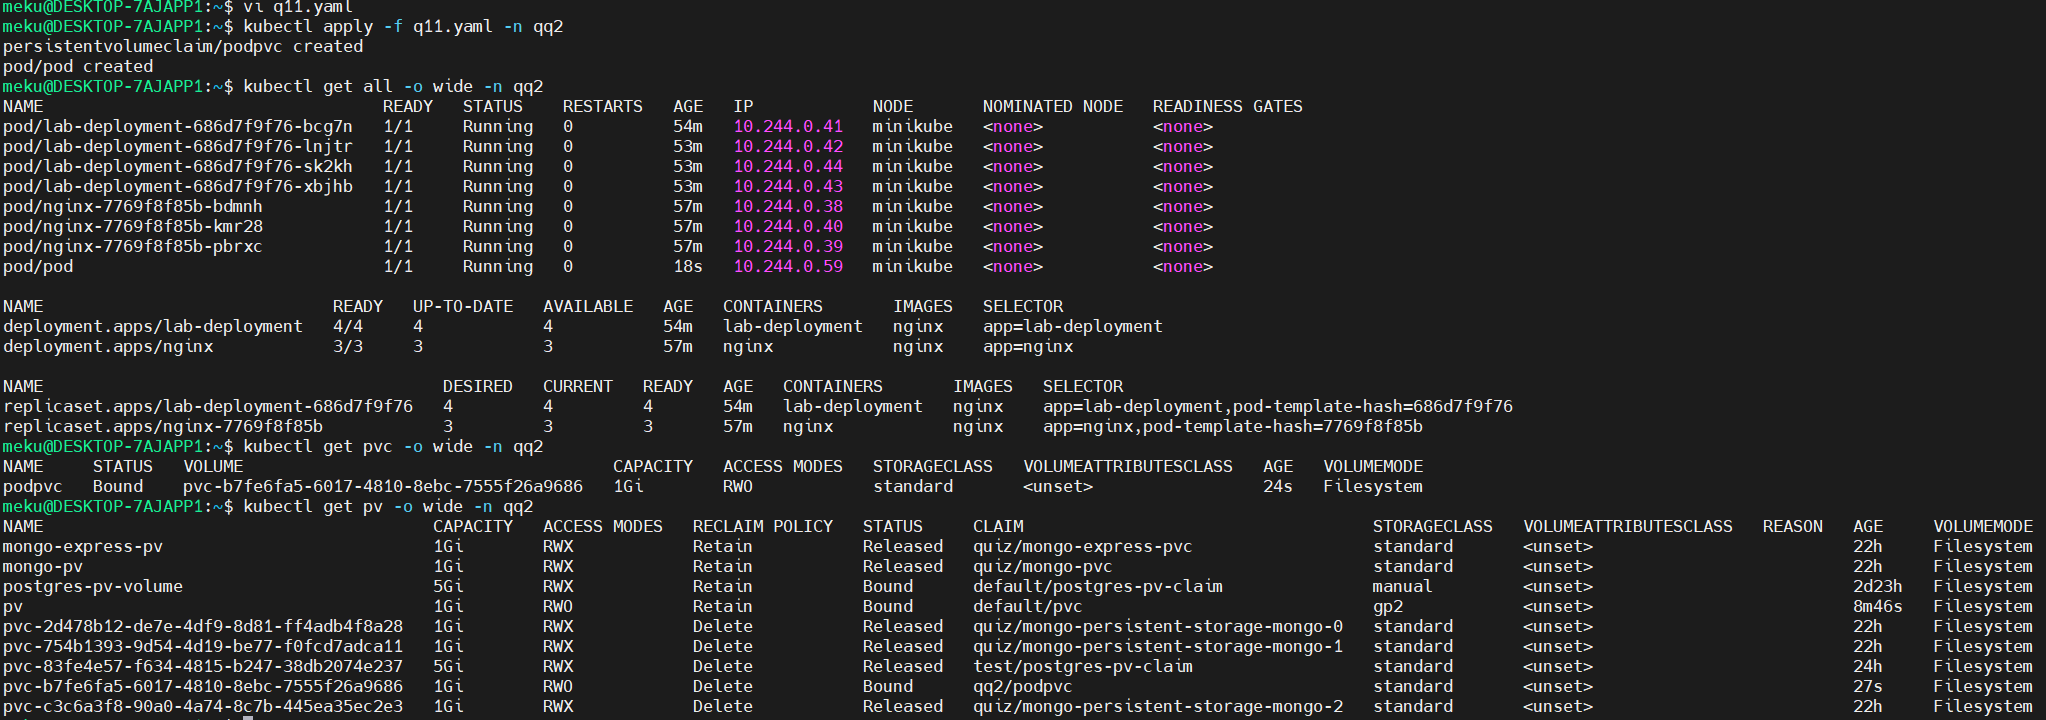 meku@DESKTOP-7AJAPP1:~$ vi q11.yaml
meku@DESKTOP-7AJAPP1:~$ kubectl apply -f q11.yaml -n qq2
persistentvolumeclaim/podpvc created
pod/pod created
meku@DESKTOP-7AJAPP1:~$ kubectl get all -o wide -n qq2
NAME READY STATUS RESTARTS AGE IP NODE NOMINATED NODE READINESS GATES
pod/lab-deployment-686d7f9f76-bcg7n 1/1 Running 0 54m 10.244.0.41 minikube <none> <none>
pod/lab-deployment-686d7f9f76-lnjtr 1/1 Running 0 53m 10.244.0.42 minikube <none> <none>
pod/lab-deployment-686d7f9f76-sk2kh 1/1 Running 0 53m 10.244.0.44 minikube <none> <none>
pod/lab-deployment-686d7f9f76-xbjhb 1/1 Running 0 53m 10.244.0.43 minikube <none> <none>
pod/nginx-7769f8f85b-bdmnh 1/1 Running 0 57m 10.244.0.38 minikube <none> <none>
pod/nginx-7769f8f85b-kmr28 1/1 Running 0 57m 10.244.0.40 minikube <none> <none>
pod/nginx-7769f8f85b-pbrxc 1/1 Running 0 57m 10.244.0.39 minikube <none> <none>
pod/pod 1/1 Running 0 18s 10.244.0.59 minikube <none> <none>
NAME READY UP-TO-DATE AVAILABLE AGE CONTAINERS IMAGES SELECTOR
deployment.apps/lab-deployment 4/4 4 4 54m lab-deployment nginx app=lab-deployment
deployment.apps/nginx 3/3 3 3 57m nginx nginx app=nginx
NAME DESIRED CURRENT READY AGE CONTAINERS IMAGES SELECTOR
replicaset.apps/lab-deployment-686d7f9f76 4 4 4 54m lab-deployment nginx app=lab-deployment,pod-template-hash=686d7f9f76
replicaset.apps/nginx-7769f8f85b 3 3 3 57m nginx nginx app=nginx,pod-template-hash=7769f8f85b
meku@DESKTOP-7AJAPP1:~$ kubectl get pvc -o wide -n qq2
NAME STATUS VOLUME CAPACITY ACCESS MODES STORAGECLASS VOLUMEATTRIBUTESCLASS AGE VOLUMEMODE
podpvc Bound pvc-b7fe6fa5-6017-4810-8ebc-7555f26a9686 1Gi RWO standard <unset> 24s Filesystem
meku@DESKTOP-7AJAPP1:~$ kubectl get pv -o wide -n qq2
NAME CAPACITY ACCESS MODES RECLAIM POLICY STATUS CLAIM STORAGECLASS VOLUMEATTRIBUTESCLASS REASON AGE VOLUMEMODE
mongo-express-pv 1Gi RWX Retain Released quiz/mongo-express-pvc standard <unset> 22h Filesystem
mongo-pv 1Gi RWX Retain Released quiz/mongo-pvc standard <unset> 22h Filesystem
postgres-pv-volume 5Gi RWX Retain Bound default/postgres-pv-claim manual <unset> 2d23h Filesystem
pv 1Gi RWO Retain Bound default/pvc gp2 <unset> 8m46s Filesystem
pvc-2d478b12-de7e-4df9-8d81-ff4adb4f8a28 1Gi RWX Delete Released quiz/mongo-persistent-storage-mongo-0 standard <unset> 22h Filesystem
pvc-754b1393-9d54-4d19-be77-f0fcd7adca11 1Gi RWX Delete Released quiz/mongo-persistent-storage-mongo-1 standard <unset> 22h Filesystem
pvc-83fe4e57-f634-4815-b247-38db2074e237 5Gi RWX Delete Released test/postgres-pv-claim standard <unset> 24h Filesystem
pvc-b7fe6fa5-6017-4810-8ebc-7555f26a9686 1Gi RWO Delete Bound qq2/podpvc standard <unset> 27s Filesystem
pvc-c3c6a3f8-90a0-4a74-8c7b-445ea35ec2e3 1Gi RWX Delete Released quiz/mongo-persistent-storage-mongo-2 standard <unset> 22h Filesystem